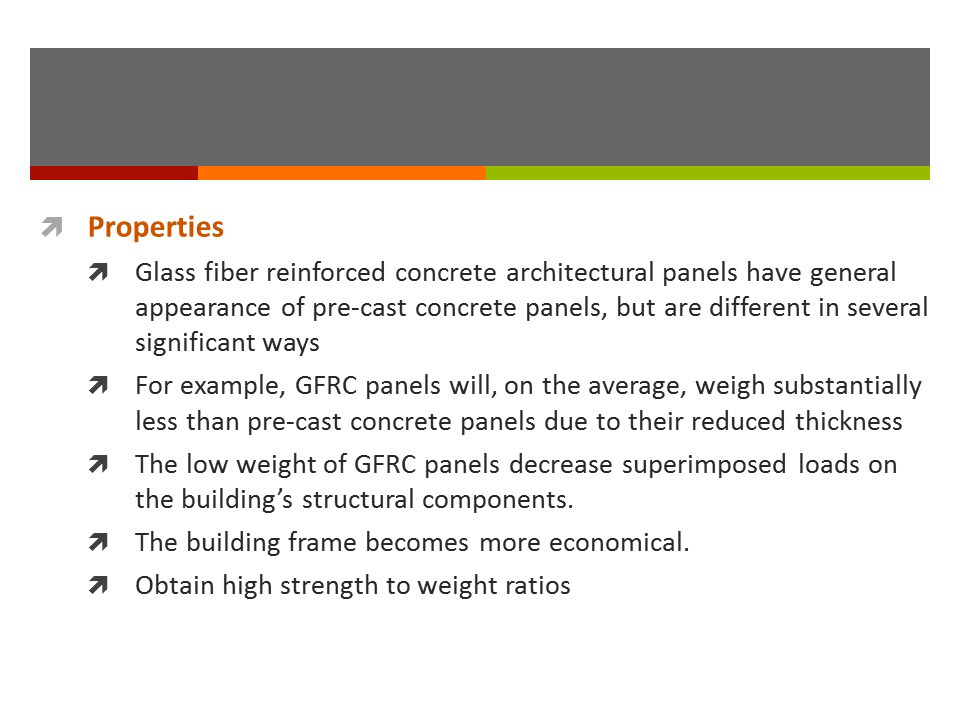 Properties
Glass fiber reinforced concrete architectural panels have general
appearance of pre-cast concrete panels, but are different in several
significant ways
For example, GFRC panels will, on the average, weigh substantially
less than pre-cast concrete panels due to their reduced thickness
The low weight of GFRC panels decrease superimposed loads on
the building’s structural components.
The building frame becomes more economical.
Obtain high strength to weight ratios